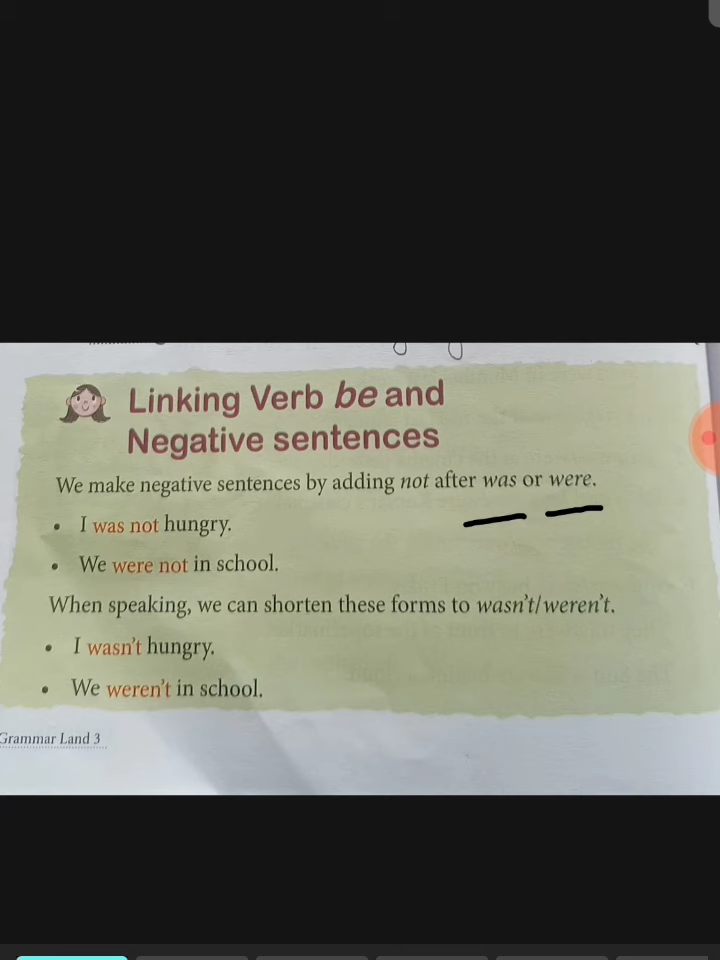 Linking Verb be and
Negative sentences
We make negative sentences by adding not after was or were.
• I was not hungry.
• We were not in school.
When speaking, we can shorten these forms to wasn't/weren't.
• I wasn't hungry.
• We weren't in school.
Grammar Land 3